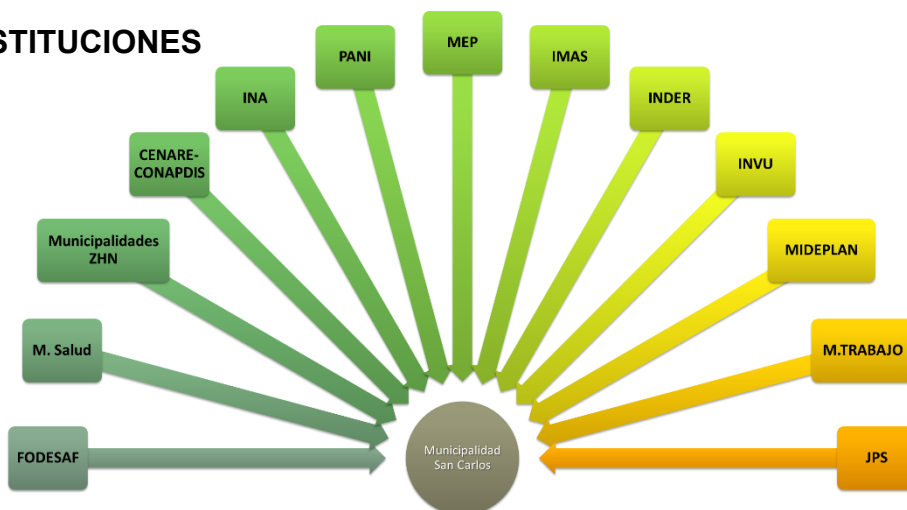 STITUCIONES
MEP
PANI
IMAS
INA
INDER
CENARE-
CONAPDIS
INVU
Municipalidades
ZHN
MIDEPLAN
M. Salud
M.TRABAJO
Municipalidad
San Carlos
FODESAF
JPS